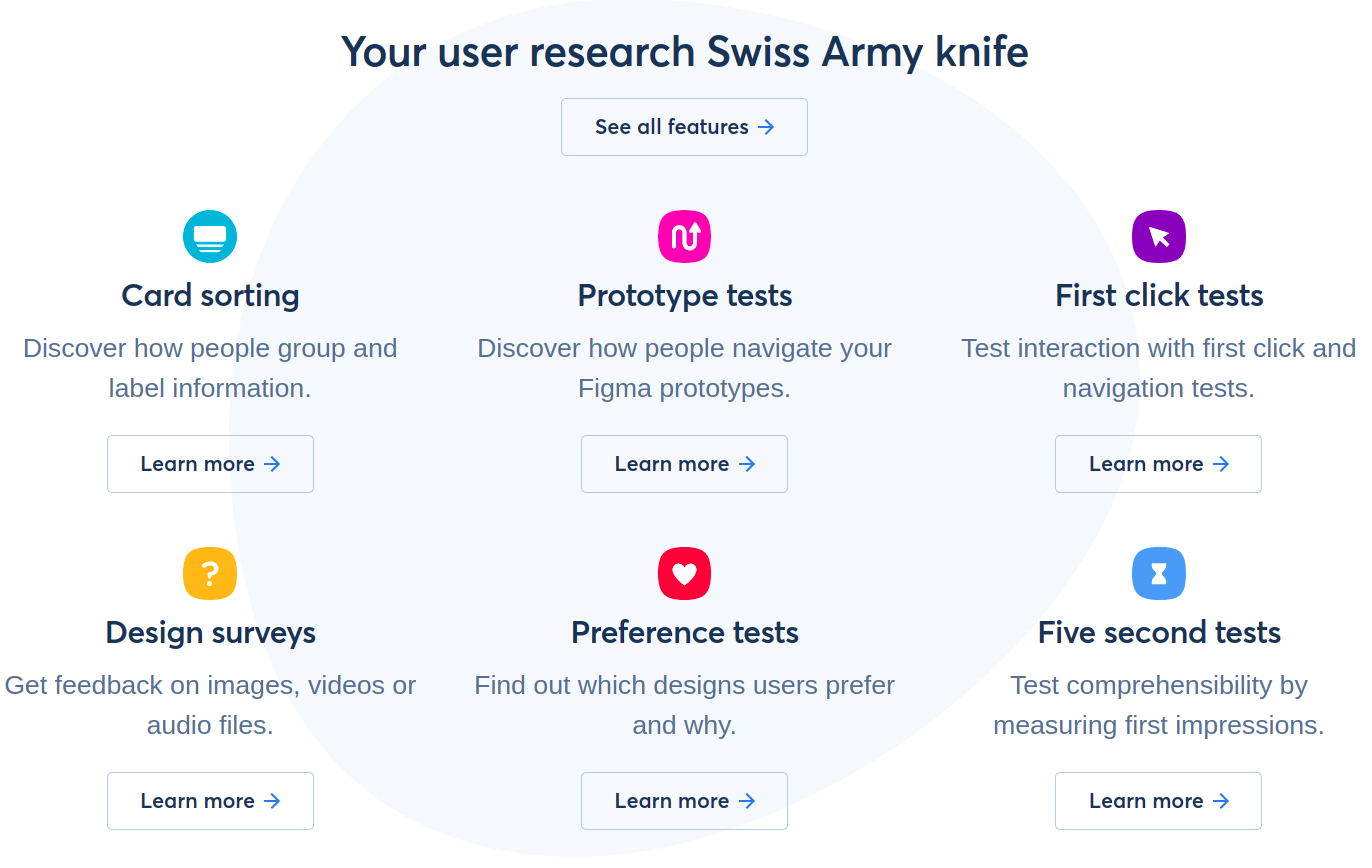 Your user research Swiss Army knife
See all features →
Card sorting
Discover how people group and
label information.
Learn more →
Prototype tests
Discover how people navigate your
Figma prototypes.
Learn more →
First click tests
Test interaction with first click and
navigation tests.
Learn more →
?
Design surveys
Get feedback on images, videos or
audio files.
Learn more →
Preference tests
Find out which designs users prefer
and why.
Learn more →
Five second tests
Test comprehensibility by
measuring first impressions.
Learn more →